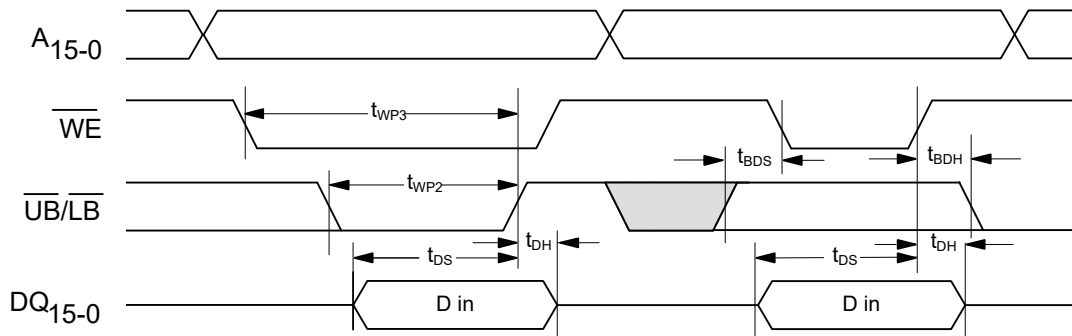 A15-0
WE
tWP3
tBDS
tBDH
UB/LB
tWP2
tDH
tDS
tDH
tDS
DQ15-0
D in
D in